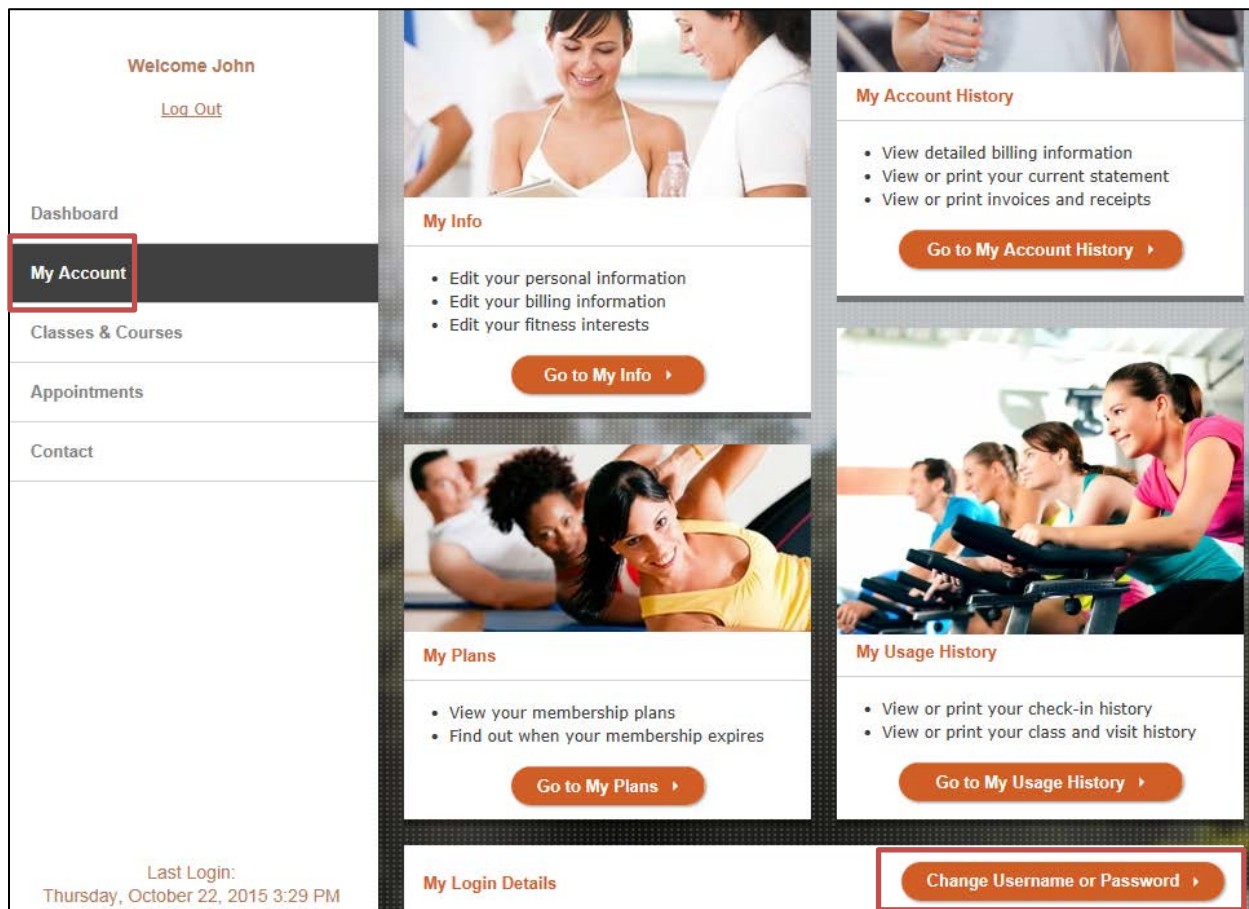 Welcome John
Log Out
Dashboard
My Account
Classes & Courses
Appointments
Contact
Last Login:
Thursday, October 22, 2015 3:29 PM
My Info
• Edit your personal information
• Edit your billing information
• Edit your fitness interests
Go to My Info
My Plans
• View your membership plans
• Find out when your membership expires
Go to My Plans
My Account History
• View detailed billing information
• View or print your current statement
• View or print invoices and receipts
Go to My Account History
My Usage History
• View or print your check-in history
• View or print your class and visit history
Go to My Usage History
My Login Details
Change Username or Password